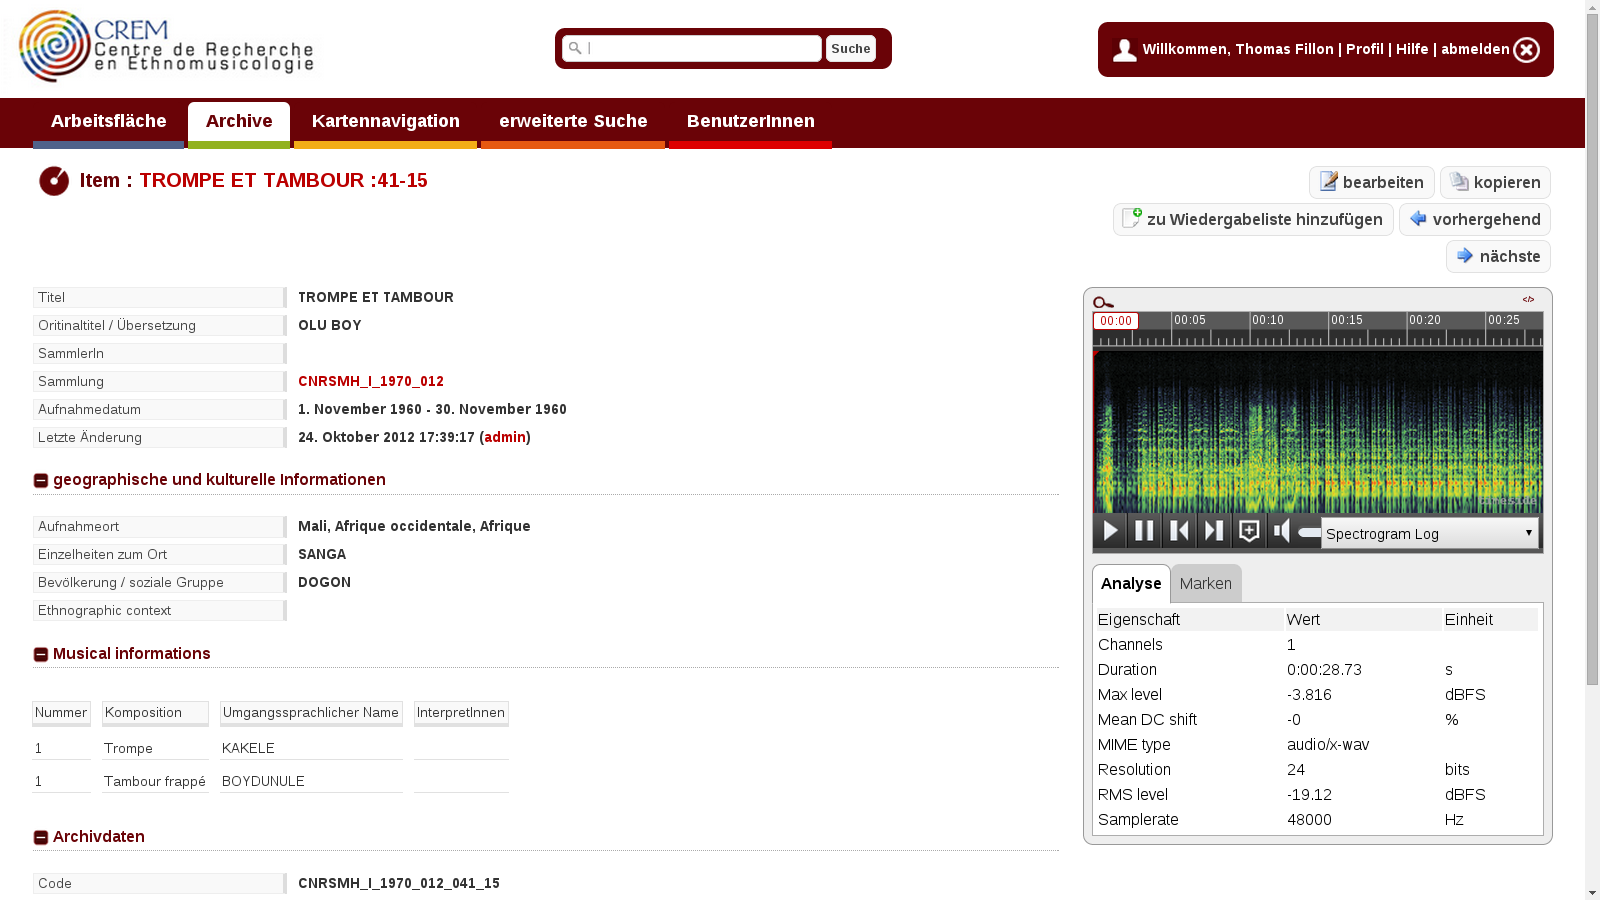 CREM
Centre de Recherche
en Ethnomusicologie
Suche
Willkommen, Thomas Fillon | Profil | Hilfe | abmelden
Arbeitsfläche Archive Kartennavigation erweiterte Suche BenutzerInnen
Item : TROMPE ET TAMBOUR :41-15
bearbeiten kopieren
zu Wiedergabeliste hinzufügen vorhergehend
nächste
Titel TROMPE ET TAMBOUR
Oritinaltitel / Übersetzung OLU BOY
SammlerIn
Sammlung CNRSMH_I_1970_012
Aufnahmedatum 1. November 1960 - 30. November 1960
Letzte Änderung 24. Oktober 2012 17:39:17 (admin)
geographische und kulturelle Informationen
Aufnahmeort Mali, Afrique occidentale, Afrique
Einzelheiten zum Ort SANGA
Bevölkerung / soziale Gruppe DOGON
Ethnographic context
Musical informations
Nummer Komposition Umgangssprachlicher Name InterpretInnen
1 Trompe KAKELE
1 Tambour frappé BOYDUNULE
Archivdaten
Code CNRSMH_I_1970_012_041_15
</>
00:00 00:05 00:10 00:15 00:20 00:25
Spectrogram Log
Analyse Marken
Eigenschaft Wert Einheit
Channels 1
Duration 0:00:28.73 s
Max level -3.816 dBFS
Mean DC shift -0 %
MIME type audio/x-wav
Resolution 24 bits
RMS level -19.12 dBFS
Samplerate 48000 Hz